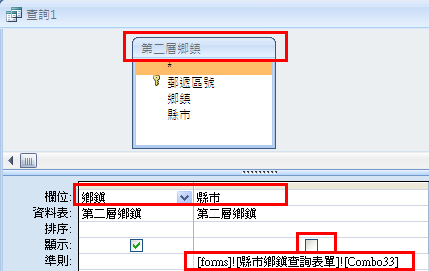 查詢1
第二層鄉鎮
*
郵遞區號
鄉鎮
縣市
欄位: 鄉鎮 縣市
資料表: 第二層鄉鎮 第二層鄉鎮
排序:
顯示:
準則: [forms]![縣市鄉鎮查詢表單]![Combo33]